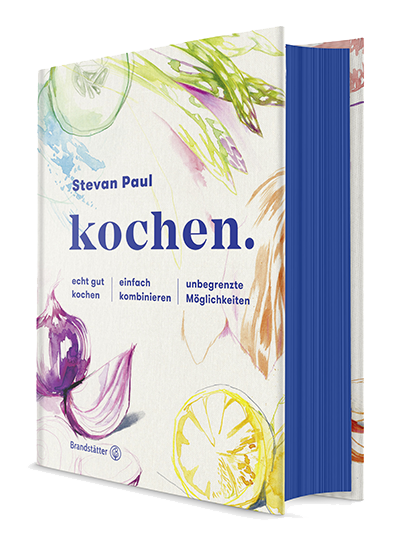 Stevan Paul
kochen.
echt gut
kochen
einfach
kombinieren
unbegrenzte
Möglichkeiten
Brandstätter